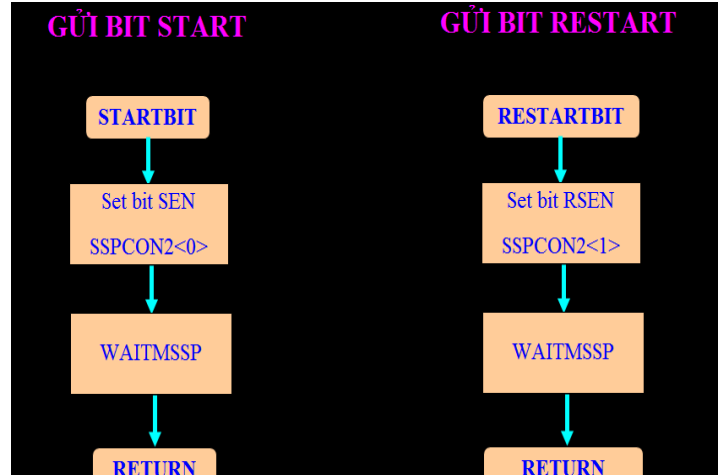 GỬI BIT START
STARTBIT
Set bit SEN
SSPCON2<0>
WAITMSSP
RETURN
GỬI BIT RESTART
RESTARTBIT
Set bit RSEN
SSPCON2<1>
WAITMSSP
RETURN